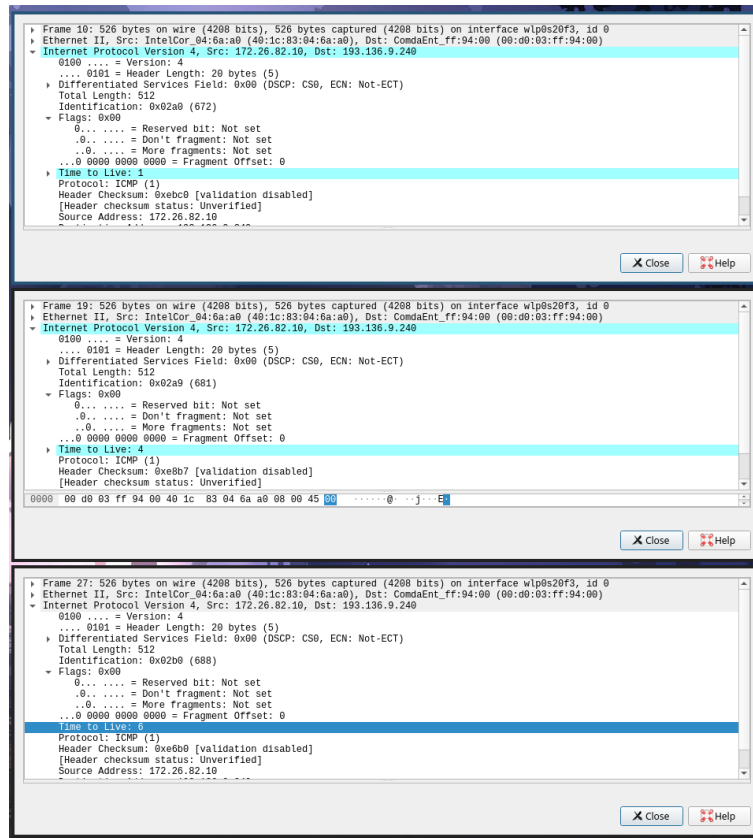 Frame 10: 526 bytes on wire (4208 bits), 526 bytes captured (4208 bits) on interface wlp0s20f3, id 0
Ethernet II, Src: IntelCor_04:6a:a0 (40:1c:83:04:6a:a0), Dst: ComdaEnt_ff:94:00 (00:d0:03:ff:94:00)
Internet Protocol Version 4, Src: 172.26.82.10, Dst: 193.136.9.240
0100 .... = Version: 4
.... 0101 = Header Length: 20 bytes (5)
Differentiated Services Field: 0x00 (DSCP: CS0, ECN: Not-ECT)
Total Length: 512
Identification: 0x02a0 (672)
Flags: 0x00
0... .... = Reserved bit: Not set
.0.. .... = Don't fragment: Not set
..0. .... = More fragments: Not set
...0 0000 0000 0000 = Fragment Offset: 0
Time to Live: 1
Protocol: ICMP (1)
Header Checksum: 0xebc0 [validation disabled]
[Header checksum status: Unverified]
Source Address: 172.26.82.10
Close Help
Frame 19: 526 bytes on wire (4208 bits), 526 bytes captured (4208 bits) on interface wlp0s20f3, id 0
Ethernet II, Src: IntelCor_04:6a:a0 (40:1c:83:04:6a:a0), Dst: ComdaEnt_ff:94:00 (00:d0:03:ff:94:00)
Internet Protocol Version 4, Src: 172.26.82.10, Dst: 193.136.9.240
0100 .... = Version: 4
.... 0101 = Header Length: 20 bytes (5)
Differentiated Services Field: 0x00 (DSCP: CS0, ECN: Not-ECT)
Total Length: 512
Identification: 0x02a9 (681)
Flags: 0x00
0... .... = Reserved bit: Not set
.0.. .... = Don't fragment: Not set
..0. .... = More fragments: Not set
...0 0000 0000 0000 = Fragment Offset: 0
Time to Live: 4
Protocol: ICMP (1)
Header Checksum: 0xe8b7 [validation disabled]
[Header checksum status: Unverified]
0000 00 d0 03 ff 94 00 40 1c 83 04 6a a0 08 00 45 00 ······@· ··j···E·
Close Help
Frame 27: 526 bytes on wire (4208 bits), 526 bytes captured (4208 bits) on interface wlp0s20f3, id 0
Ethernet II, Src: IntelCor_04:6a:a0 (40:1c:83:04:6a:a0), Dst: ComdaEnt_ff:94:00 (00:d0:03:ff:94:00)
Internet Protocol Version 4, Src: 172.26.82.10, Dst: 193.136.9.240
0100 .... = Version: 4
.... 0101 = Header Length: 20 bytes (5)
Differentiated Services Field: 0x00 (DSCP: CS0, ECN: Not-ECT)
Total Length: 512
Identification: 0x02b0 (688)
Flags: 0x00
0... .... = Reserved bit: Not set
.0.. .... = Don't fragment: Not set
..0. .... = More fragments: Not set
...0 0000 0000 0000 = Fragment Offset: 0
Time to Live: 6
Protocol: ICMP (1)
Header Checksum: 0xe6b0 [validation disabled]
[Header checksum status: Unverified]
Source Address: 172.26.82.10
Close Help